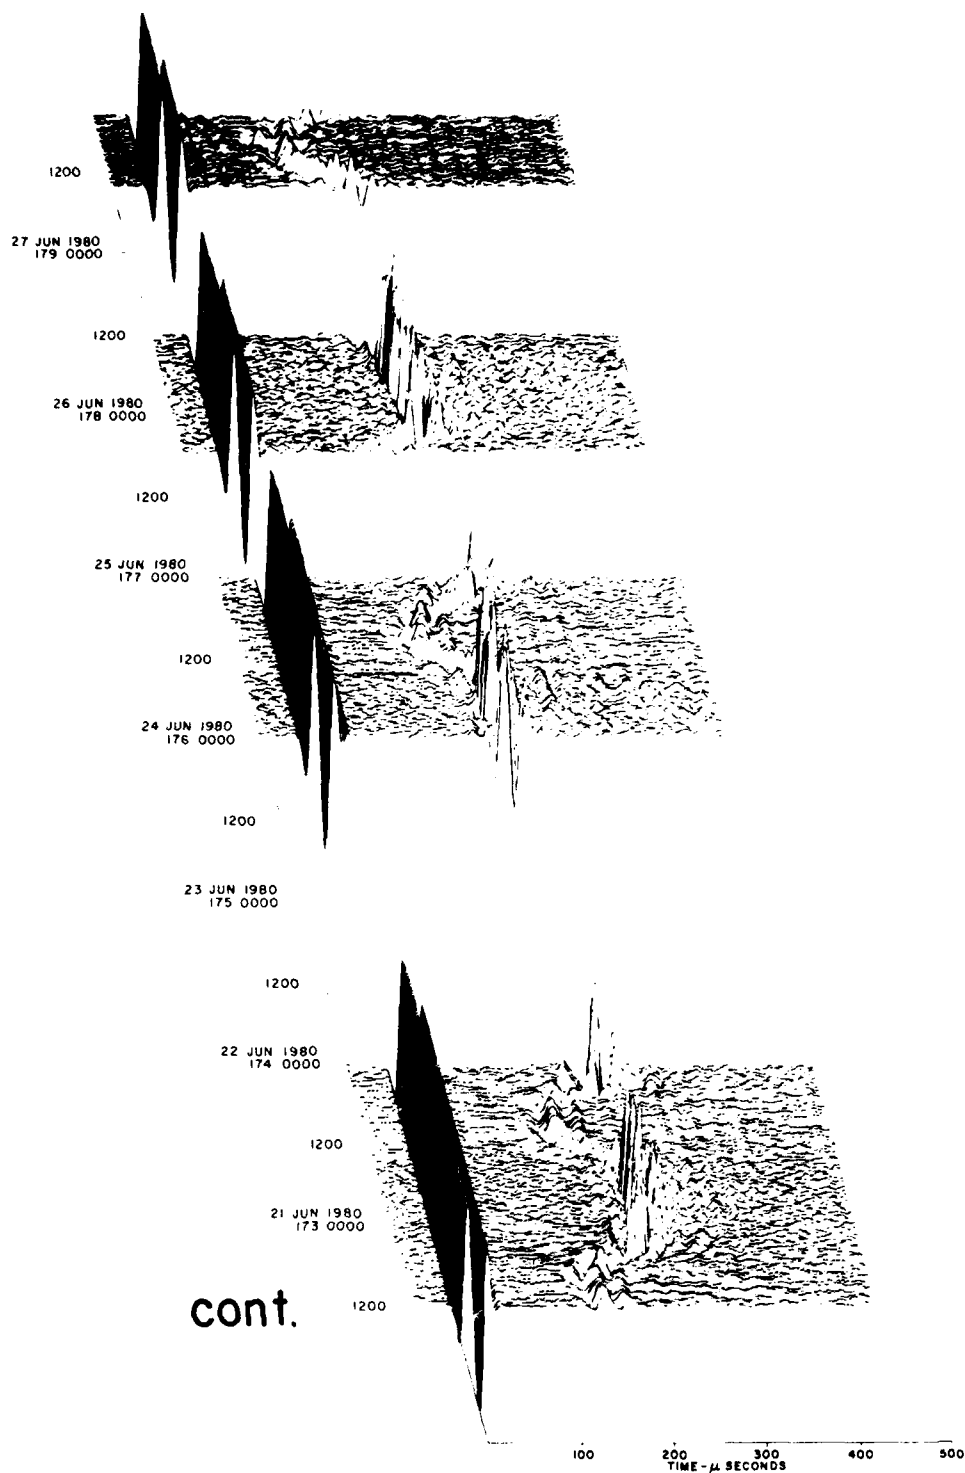 1200
27 JUN 1980
179 0000
1200
26 JUN 1980
178 0000
1200
25 JUN 1980
177 0000
1200
24 JUN 1980
176 0000
1200
23 JUN 1980
175 0000
1200
22 JUN 1980
174 0000
1200
21 JUN 1980
173 0000
1200
cont.
100 200 300 400 500
TIME-μ SECONDS